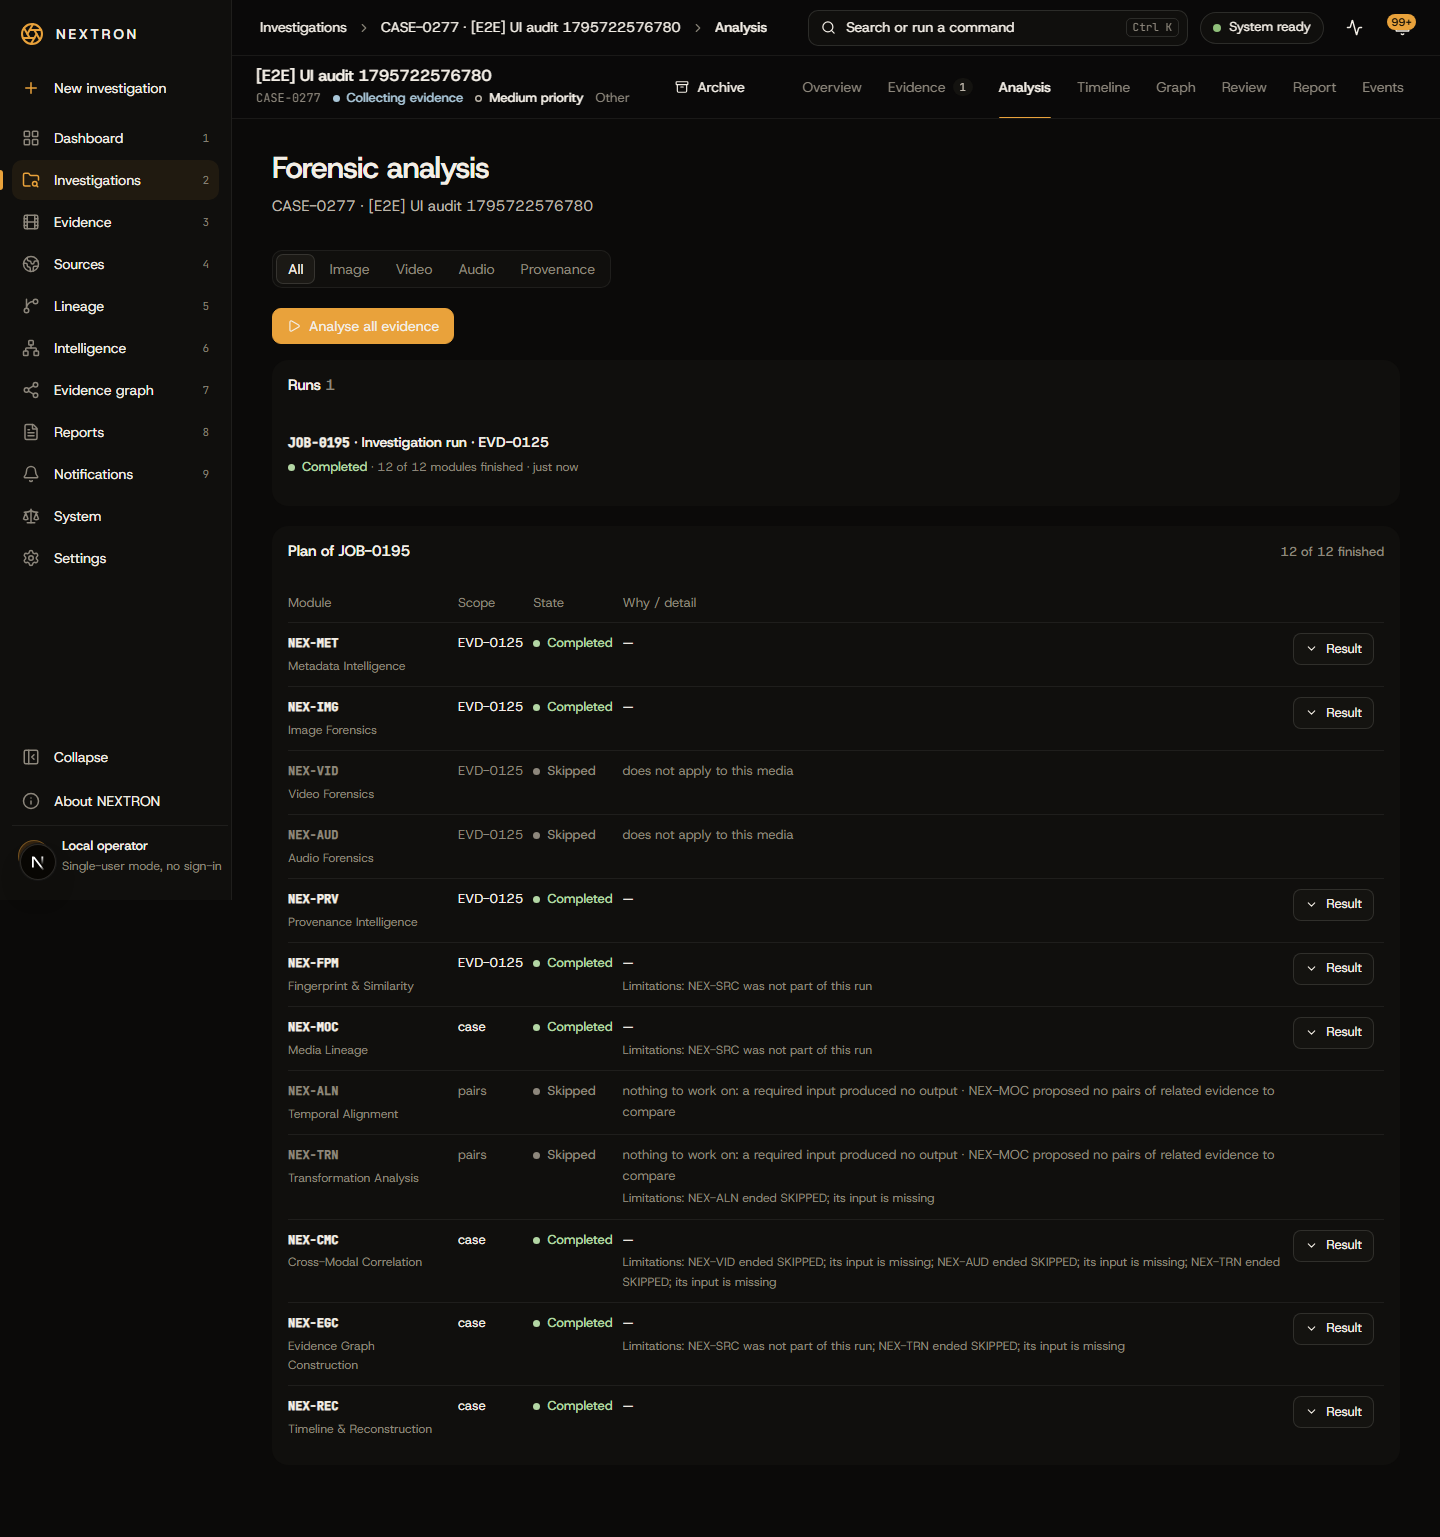 NEXTRON
New investigation
Dashboard 1
Investigations 2
Evidence 3
Sources 4
Lineage 5
Intelligence 6
Evidence graph 7
Reports 8
Notifications 9
System
Settings
Collapse
About NEXTRON
N
Local operator
Single-user mode, no sign-in
Investigations > CASE-0277 · [E2E] UI audit 1795722576780 > Analysis
Search or run a command Ctrl K
System ready
99+
[E2E] UI audit 1795722576780
CASE-0277 Collecting evidence Medium priority Other
Archive
Overview Evidence 1 Analysis Timeline Graph Review Report Events
Forensic analysis
CASE-0277 · [E2E] UI audit 1795722576780
All Image Video Audio Provenance
Analyse all evidence
Runs 1
JOB-0195 · Investigation run · EVD-0125
Completed · 12 of 12 modules finished · just now
Plan of JOB-0195 12 of 12 finished
Module Scope State Why / detail
NEX-MET EVD-0125 Completed — Result
Metadata Intelligence
NEX-IMG EVD-0125 Completed — Result
Image Forensics
NEX-VID EVD-0125 Skipped does not apply to this media
Video Forensics
NEX-AUD EVD-0125 Skipped does not apply to this media
Audio Forensics
NEX-PRV EVD-0125 Completed — Result
Provenance Intelligence
NEX-FPM EVD-0125 Completed — Result
Fingerprint & Similarity Limitations: NEX-SRC was not part of this run
NEX-MOC case Completed — Result
Media Lineage Limitations: NEX-SRC was not part of this run
NEX-ALN pairs Skipped nothing to work on: a required input produced no output · NEX-MOC proposed no pairs of related evidence to
Temporal Alignment compare
NEX-TRN pairs Skipped nothing to work on: a required input produced no output · NEX-MOC proposed no pairs of related evidence to
Transformation Analysis compare
Limitations: NEX-ALN ended SKIPPED; its input is missing
NEX-CMC case Completed — Result
Cross-Modal Correlation Limitations: NEX-VID ended SKIPPED; its input is missing; NEX-AUD ended SKIPPED; its input is missing; NEX-TRN ended
SKIPPED; its input is missing
NEX-EGC case Completed — Result
Evidence Graph Limitations: NEX-SRC was not part of this run; NEX-TRN ended SKIPPED; its input is missing
Construction
NEX-REC case Completed — Result
Timeline & Reconstruction